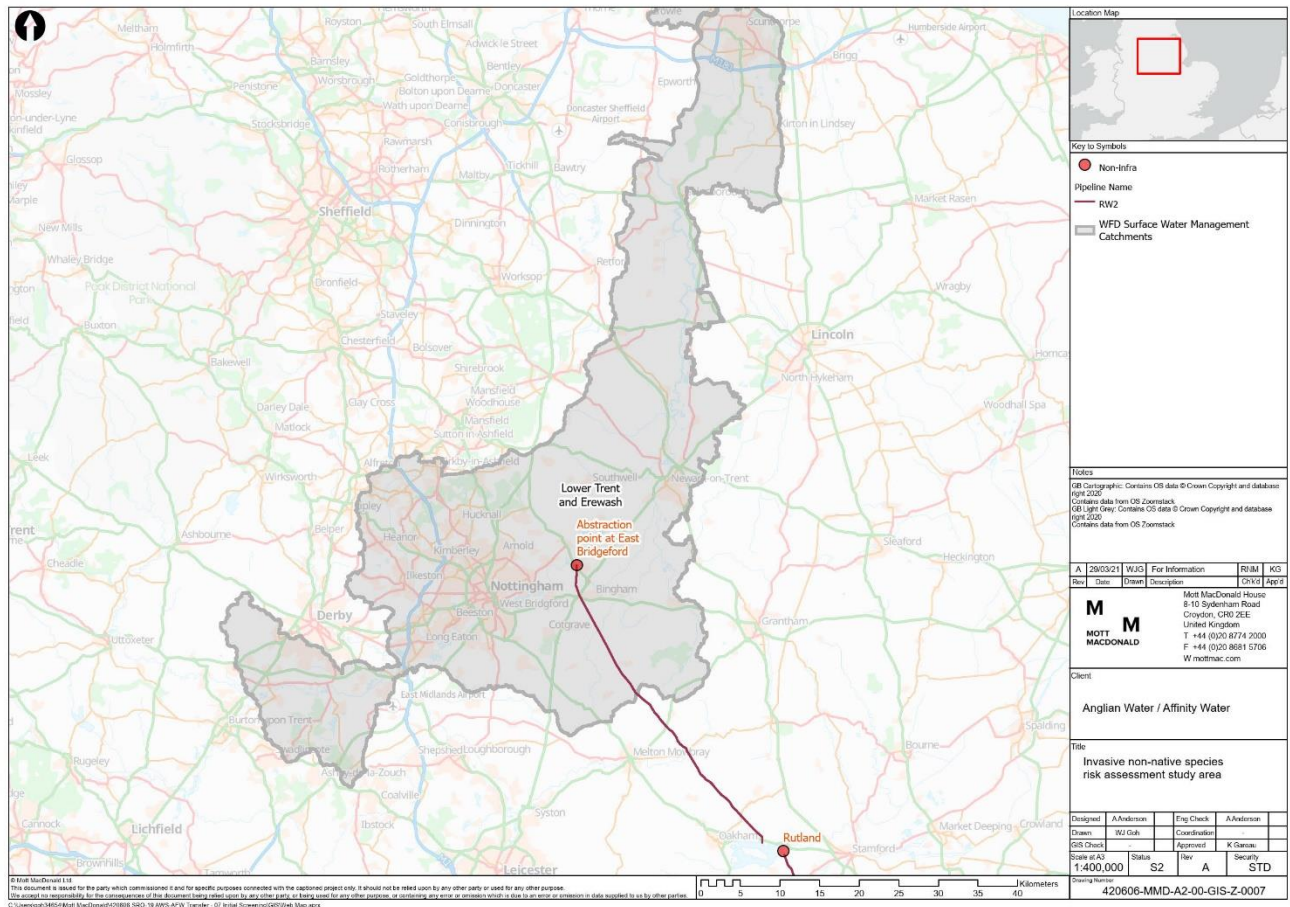 Location Map
Key to Symbols
Non-Infra
Pipeline Name
RW2
WFD Surface Water Management
Catchments
Notes
GB Cartographic: Contains OS data © Crown Copyright and database
right 2020
Contains data from OS Zoomstack
GB Light Grey: Contains OS data © Crown Copyright and database
right 2020
Contains data from OS Zoomstack
A 29/03/21 WJG For Information RNM KG
Rev Date Drawn Description Ch'k'd App'd
M
M
MOTT
MACDONALD
Mott MacDonald House
8-10 Sydenham Road
Croydon, CR0 2EE
United Kingdom
T +44 (0)20 8774 2000
F +44 (0)20 8681 5706
W mottmac.com
Client
Anglian Water / Affinity Water
Title
Invasive non-native species
risk assessment study area
Designed A Anderson Eng Check A Anderson
Drawn WJ Goh Coordination -
GIS Check - Approved K Gareau
Scale at A3 Status Rev Security
1:400,000 S2 A STD
Drawing Number
420606-MMD-A2-00-GIS-Z-0007
Royston
South Elmsall
Scunthorpe
Humberside Airport
Meltham
Holmfirth
Barnsley
Adwick le Street
Brigg
Worsbrough
Goldthorpe
Bentley
Bolton upon Dearne
Doncaster
Epworth
M180
Mossley
Penistone
Wath upon Dearne
Stocksbridge
Conisbrough
Doncaster Sheffield
Airport
Kirton in Lindsey
Rawmarsh
Glossop
Rotherham
Maltby
Tickhill
Bawtry
Market Rasen
Sheffield
Dinnington
New Mills
Retford
Whaley Bridge
Worksop
Wragby
Dronfield
Peak District National
Park
Staveley
Buxton
Chesterfield
Lincoln
Bolsover
Bakewell
Shirebrook
North Hykeham
Darley Dale
Clay Cross
Mansfield
Woodhouse
Woodhall Spa
Matlock
Mansfield
Sutton in Ashfield
Leek
Wirksworth
Alfreton
Kirkby-in-Ashfield
Southwell
Newark-on-Trent
Lower Trent
and Erewash
Ripley
Hucknall
Ashbourne
Belper
Heanor
Abstraction
point at East
Bridgeford
Sleaford
Kimberley
Arnold
Heckington
Cheadle
Ilkeston
Nottingham
Bingham
West Bridgford
Derby
Beeston
Cotgrave
Grantham
Uttoxeter
Long Eaton
East Midlands Airport
Burton upon Trent
Spalding
Swadlincote
Shepshed
Loughborough
Melton Mowbray
Bourne
Rugeley
Ashby-de-la-Zouch
Coalville
Cannock
Ibstock
Syston
Oakham
Rutland
Market Deeping
Crowland
Lichfield
Stamford
Brownhills
Tamworth
Leicester
0 5 10 15 20 25 30 35 40
Kilometers
© Mott MacDonald Ltd.
This document is issued for the party which commissioned it and for specific purposes connected with the captioned project only. It should not be relied upon by any other party or used for any other purpose.
We accept no responsibility for the consequences of this document being relied upon by any other party, or being used for any other purpose, or containing any error or omission which is due to an error or omission in data supplied to us by other parties.